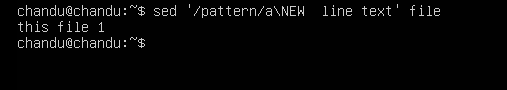 chandu@chandu:~$ sed '/pattern/a\NEW  line text' file
this file 1
chandu@chandu:~$